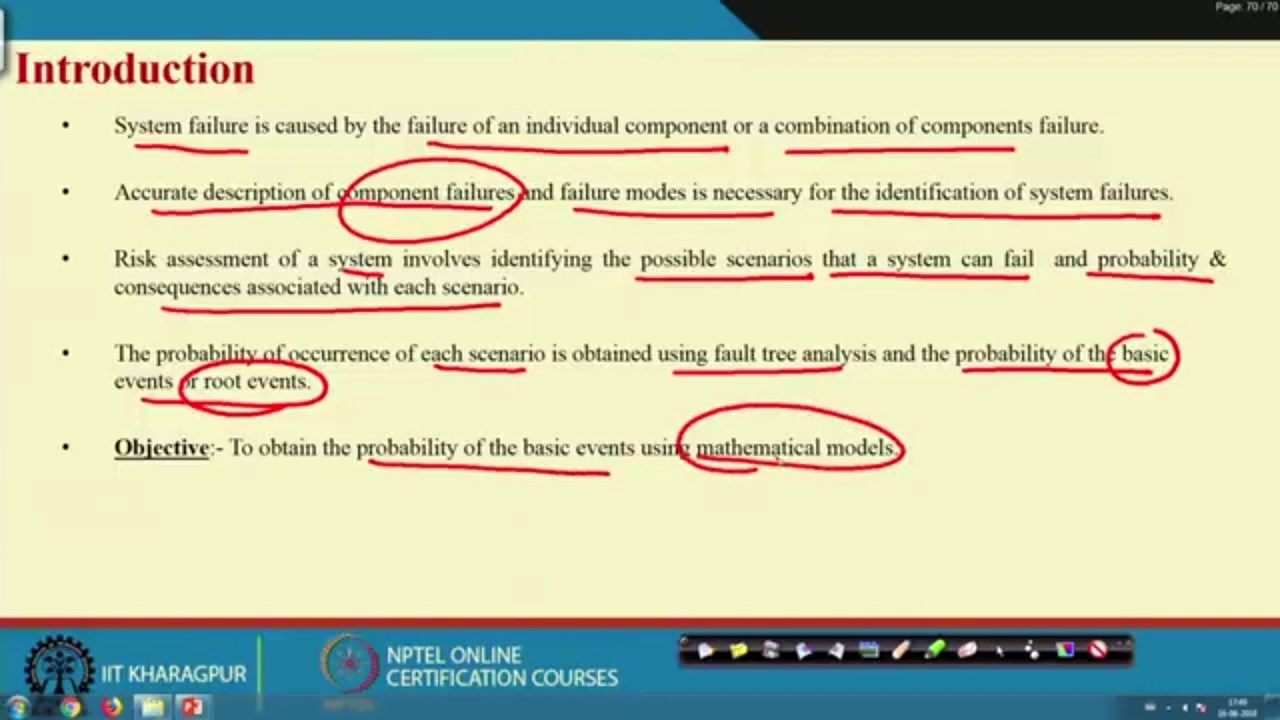 Page: 70 / 70
Introduction
• System failure is caused by the failure of an individual component or a combination of components failure.
• Accurate description of component failures and failure modes is necessary for the identification of system failures.
• Risk assessment of a system involves identifying the possible scenarios that a system can fail and probability &
consequences associated with each scenario.
• The probability of occurrence of each scenario is obtained using fault tree analysis and the probability of the basic
events or root events.
• Objective:- To obtain the probability of the basic events using mathematical models.
IIT KHARAGPUR
NPTEL ONLINE
CERTIFICATION COURSES